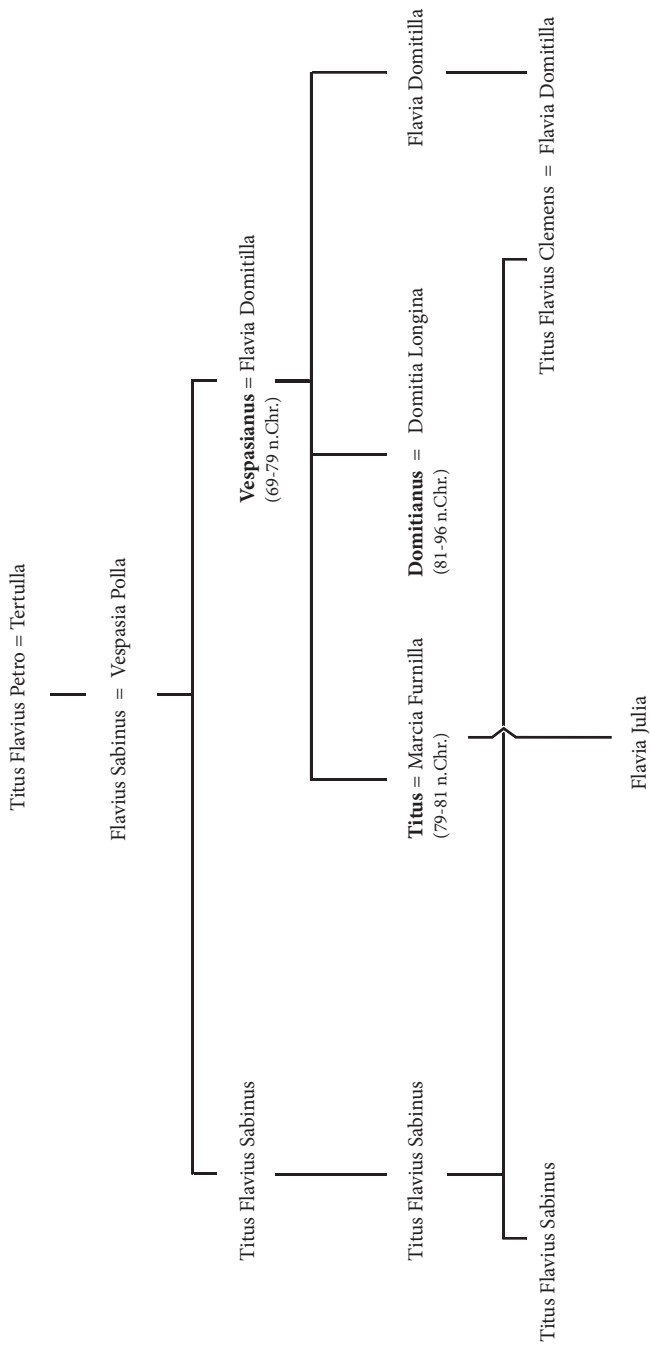 Titus Flavius Petro = Tertulla
Flavius Sabinus = Vespasia Polla
Titus Flavius Sabinus
Vespasianus = Flavia Domitilla
(69-79 n.Chr.)
Titus Flavius Sabinus
Titus = Marcia Furnilla
(79-81 n.Chr.)
Domitianus = Domitia Longina
(81-96 n.Chr.)
Flavia Domitilla
Titus Flavius Sabinus
Titus Flavius Clemens = Flavia Domitilla
Flavia Julia